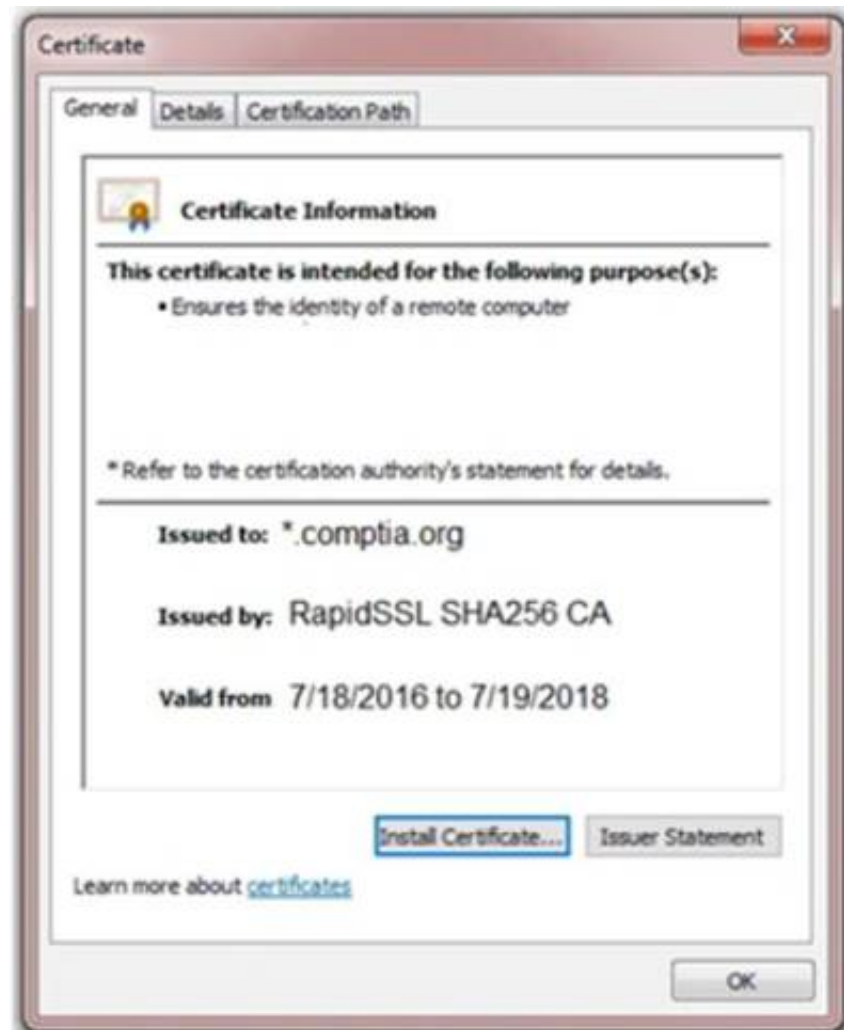 Certificate
General
Details
Certification Path
Certificate Information
This certificate is intended for the following purpose(s):
• Ensures the identity of a remote computer
* Refer to the certification authority's statement for details.
Issued to: *.comptia.org
Issued by: RapidSSL SHA256 CA
Valid from 7/18/2016 to 7/19/2018
Install Certificate...
Issuer Statement
Learn more about certificates
OK